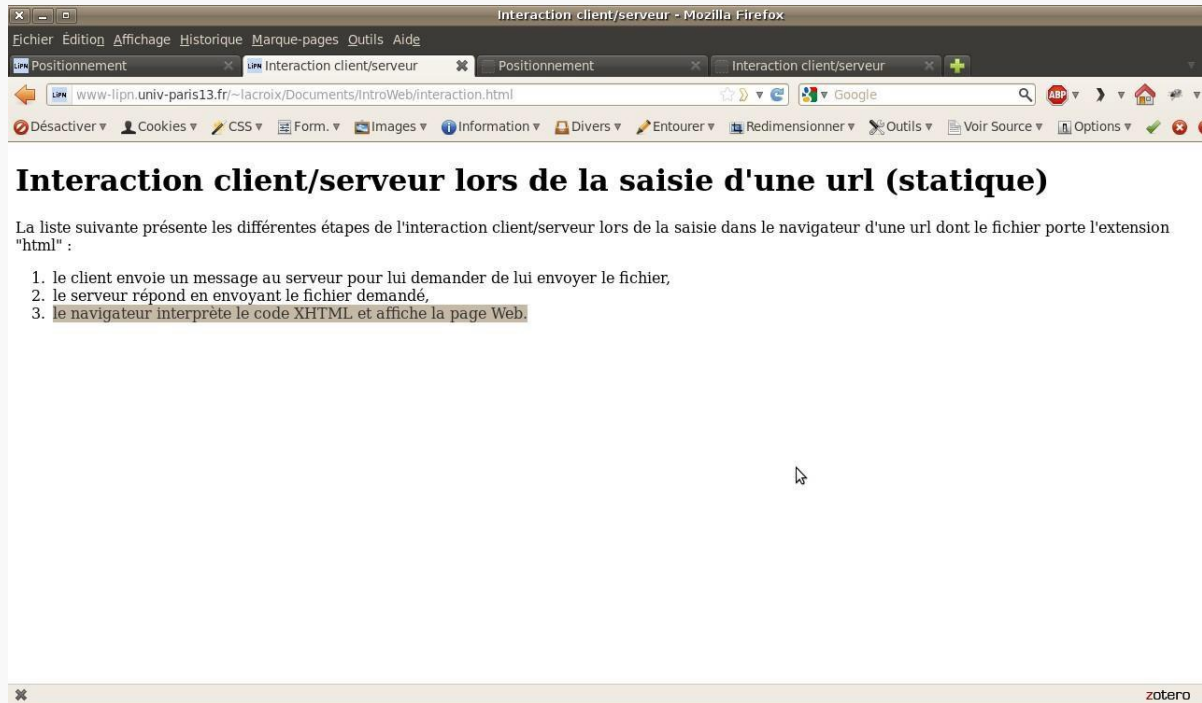 Interaction client/serveur - Mozilla Firefox
Fichier Édition Affichage Historique Marque-pages Outils Aide
LIPN Positionnement LIPN Interaction client/serveur Positionnement Interaction client/serveur
LIPN www-lipn.univ-paris13.fr/~lacroix/Documents/IntroWeb/interaction.html Google ABP
Désactiver Cookies CSS Form. Images Information Divers Entourer Redimensionner Outils Voir Source Options
Interaction client/serveur lors de la saisie d'une url (statique)
La liste suivante présente les différentes étapes de l'interaction client/serveur lors de la saisie dans le navigateur d'une url dont le fichier porte l'extension
"html" :
1. le client envoie un message au serveur pour lui demander de lui envoyer le fichier,
2. le serveur répond en envoyant le fichier demandé,
3. le navigateur interprète le code XHTML et affiche la page Web.
zotero